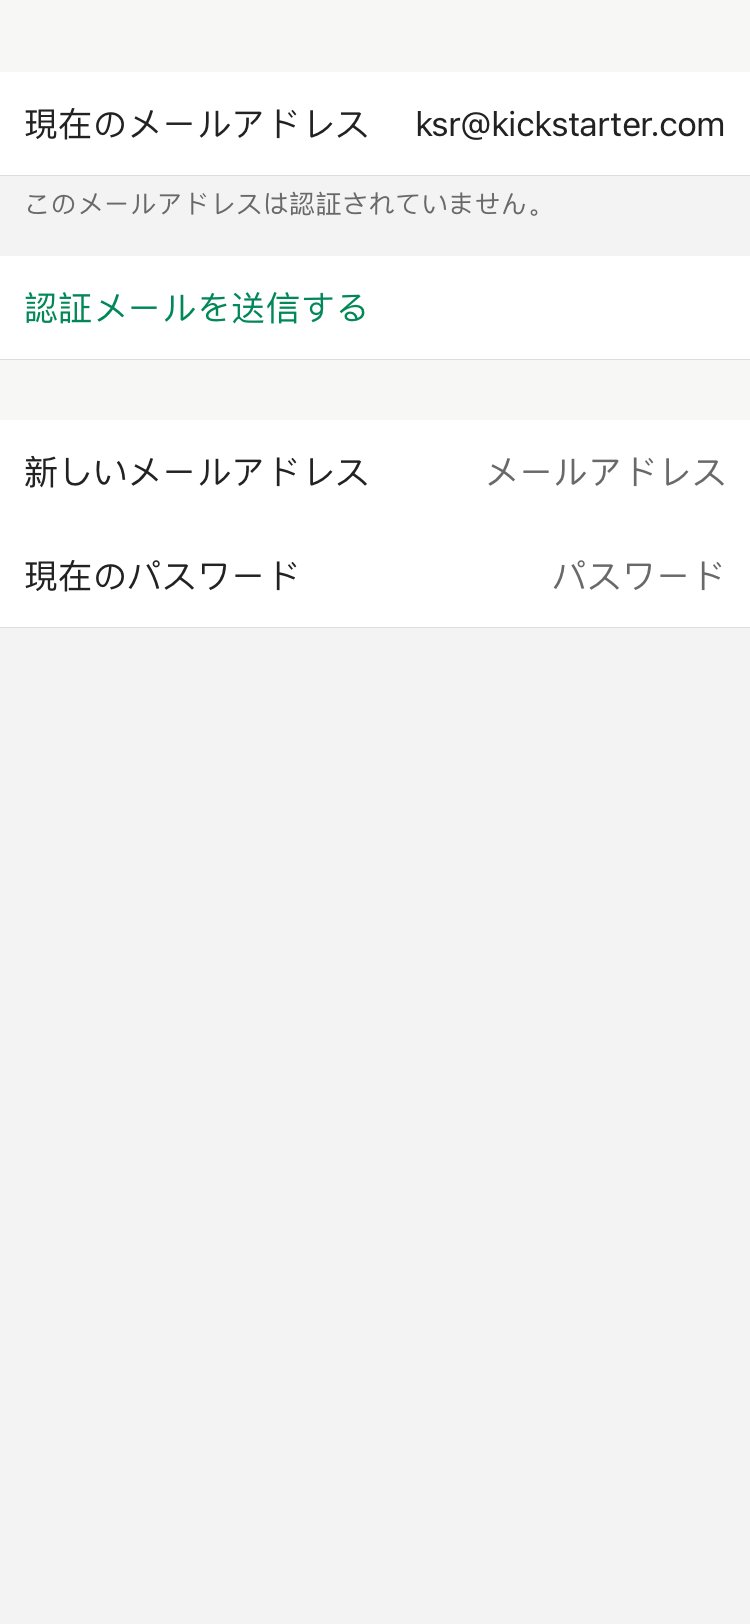 現在のメールアドレス ksr@kickstarter.com
このメールアドレスは認証されていません。
認証メールを送信する
新しいメールアドレス メールアドレス
現在のパスワード パスワード